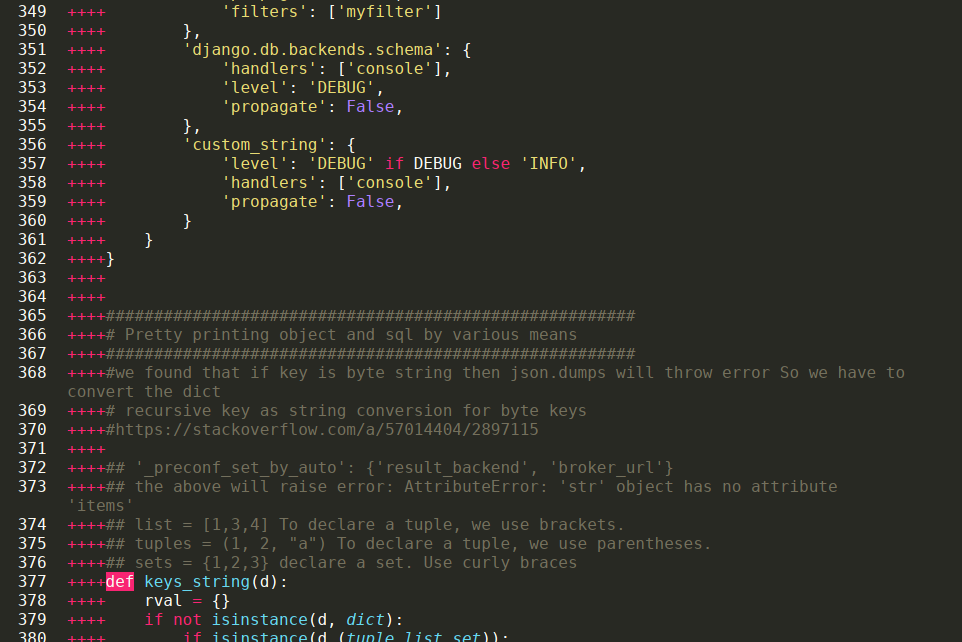 349 ++++            'filters': ['myfilter']
350 ++++        },
351 ++++        'django.db.backends.schema': {
352 ++++            'handlers': ['console'],
353 ++++            'level': 'DEBUG',
354 ++++            'propagate': False,
355 ++++        },
356 ++++        'custom_string': {
357 ++++            'level': 'DEBUG' if DEBUG else 'INFO',
358 ++++            'handlers': ['console'],
359 ++++            'propagate': False,
360 ++++        }
361 ++++    }
362 ++++}
363 ++++
364 ++++
365 ++++#######################################################
366 ++++# Pretty printing object and sql by various means
367 ++++#######################################################
368 ++++#we found that if key is byte string then json.dumps will throw error So we have to
convert the dict
369 ++++# recursive key as string conversion for byte keys
370 ++++#https://stackoverflow.com/a/57014404/2897115
371 ++++
372 ++++## '_preconf_set_by_auto': {'result_backend', 'broker_url'}
373 ++++## the above will raise error: AttributeError: 'str' object has no attribute
'items'
374 ++++## list = [1,3,4] To declare a tuple, we use brackets.
375 ++++## tuples = (1, 2, "a") To declare a tuple, we use parentheses.
376 ++++## sets = {1,2,3} declare a set. Use curly braces
377 ++++def keys_string(d):
378 ++++    rval = {}
379 ++++    if not isinstance(d, dict):
380 ++++        if isinstance(d,(tuple,list,set)):